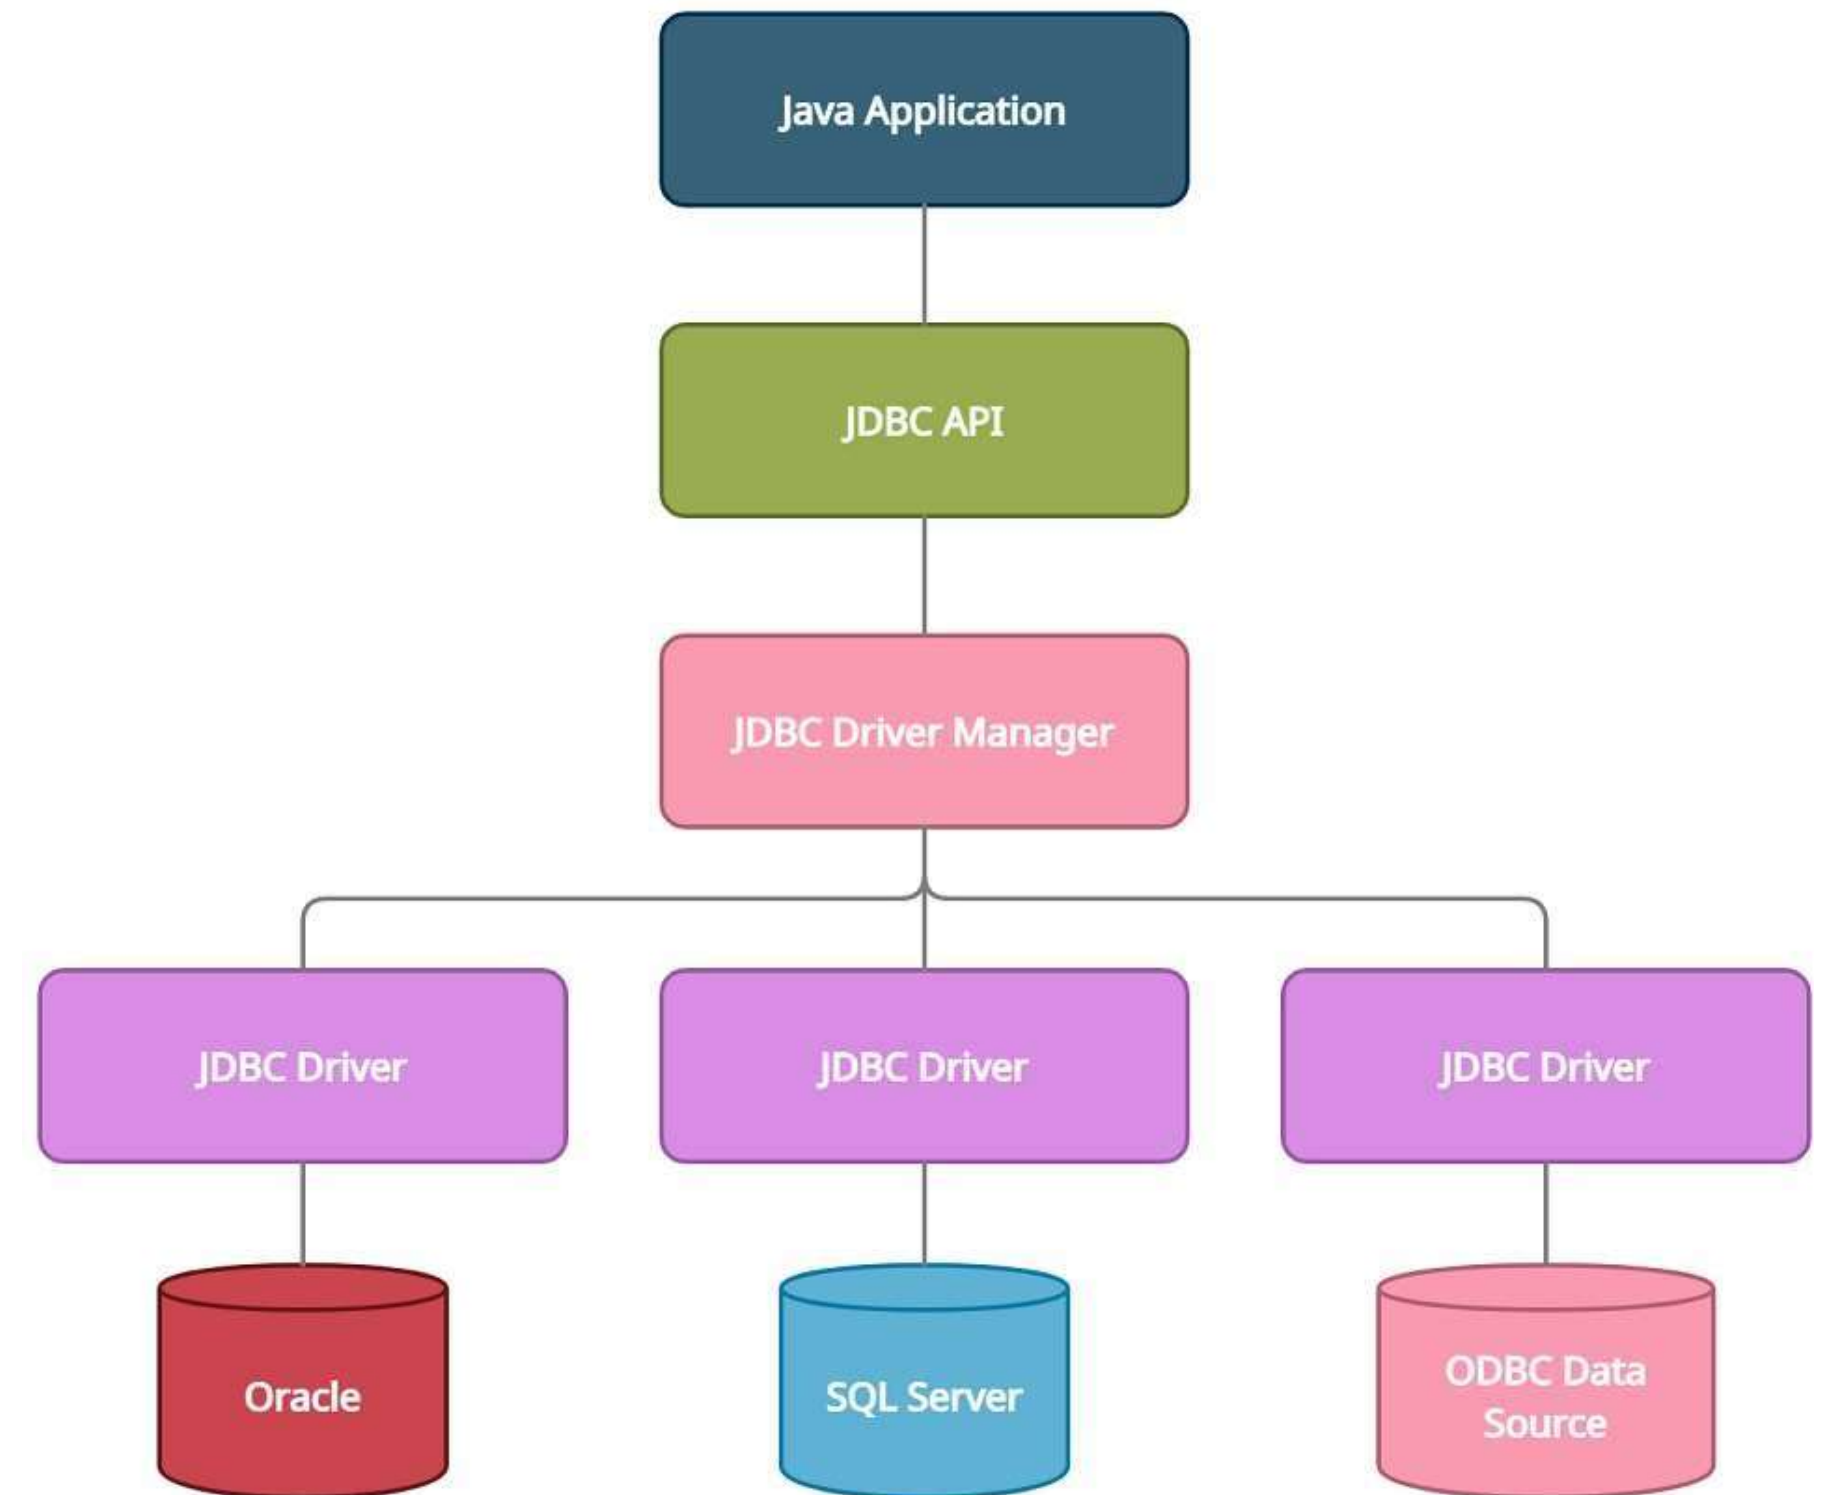 Java Application
JDBC API
JDBC Driver Manager
JDBC Driver
JDBC Driver
JDBC Driver
Oracle
SQL Server
ODBC Data
Source